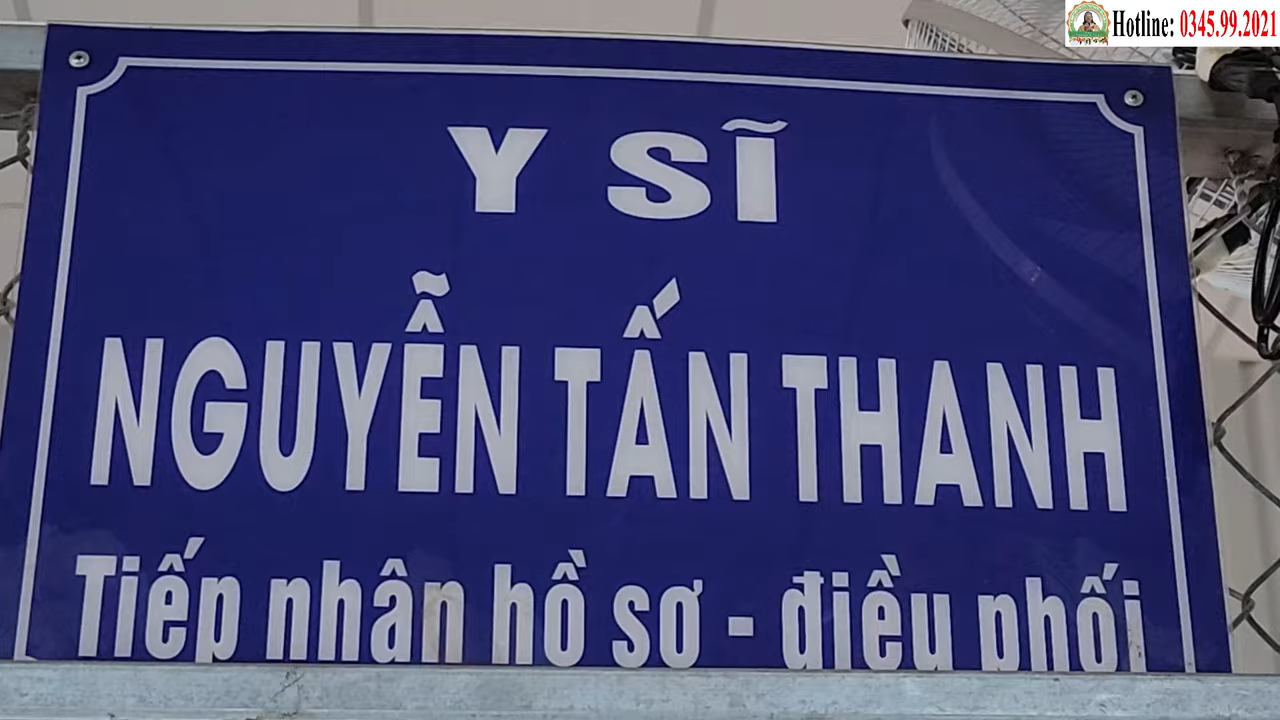 Hotline: 0345.99.2021
Y SĨ
NGUYỄN TẤN THANH
Tiếp nhận hồ sơ - điều phối